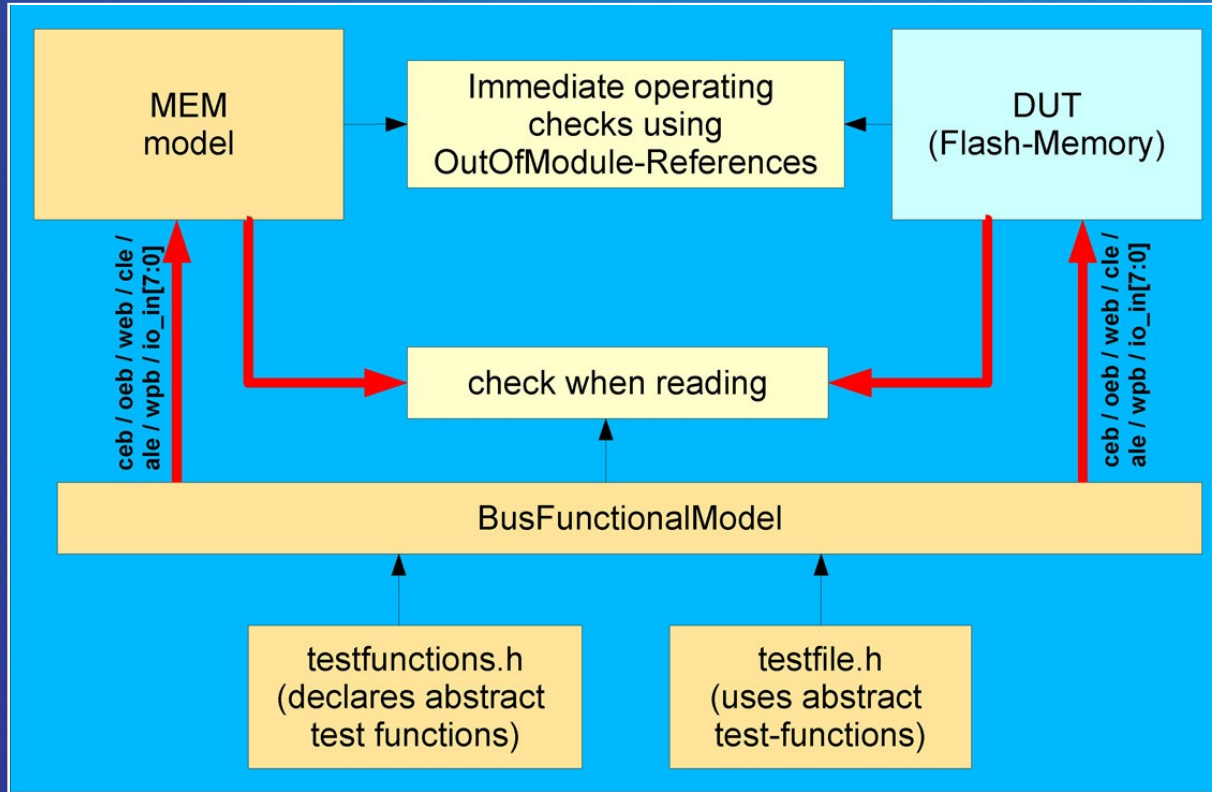 MEM
model
Immediate operating
checks using
OutOfModule-References
DUT
(Flash-Memory)
ceb / oeb / web / cle /
ale / wpb / io_in[7:0]
check when reading
ceb / oeb / web / cle /
ale / wpb / io_in[7:0]
BusFunctionalModel
testfunctions.h
(declares abstract
test functions)
testfile.h
(uses abstract
test-functions)